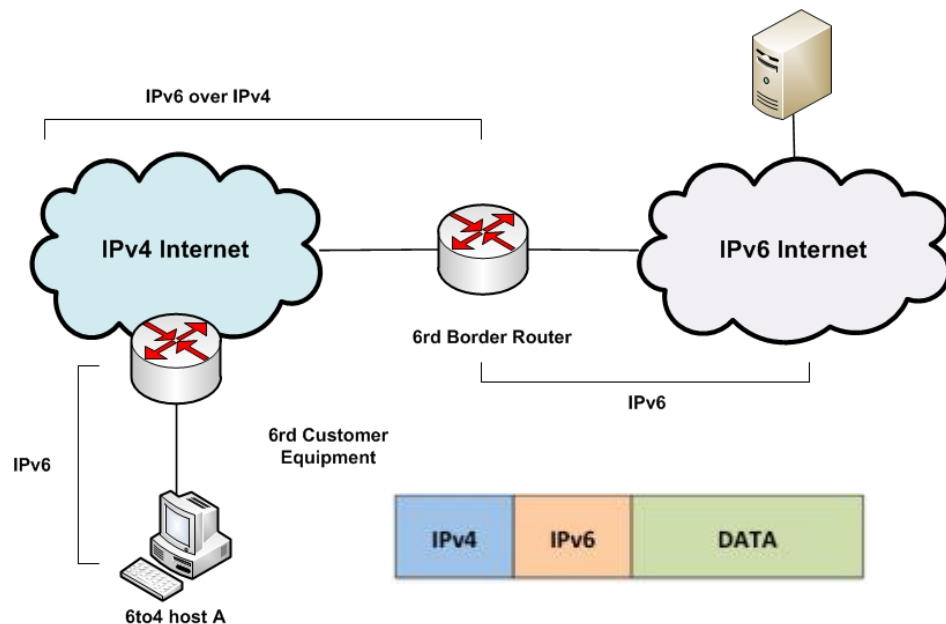 IPv6 over IPv4
IPv4 Internet
IPv6 Internet
6rd Border Router
IPv6
6rd Customer
Equipment
IPv6
IPv4
IPv6
DATA
6to4 host A